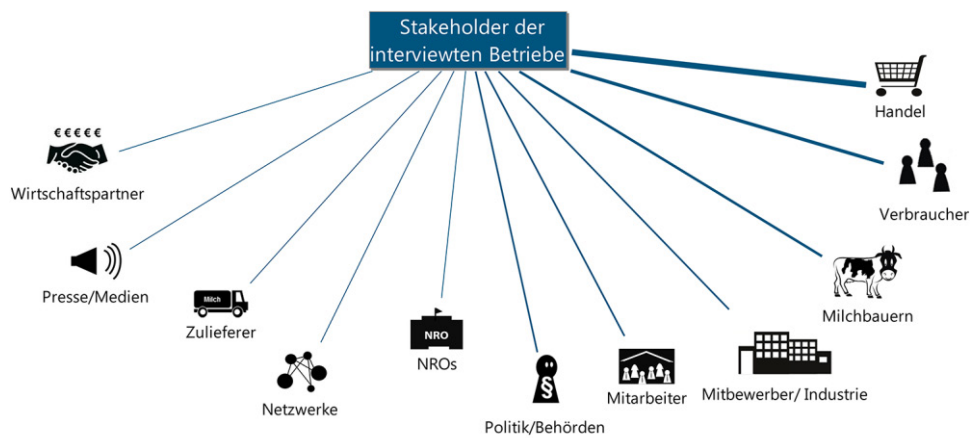 Stakeholder der
interviewten Betriebe
Handel
€€€€€
Wirtschaftspartner
Verbraucher
Presse/Medien
Milch
Zulieferer
Milchbauern
NRO
NROs
Netzwerke
§
Politik/Behörden
Mitarbeiter
Mitbewerber/ Industrie